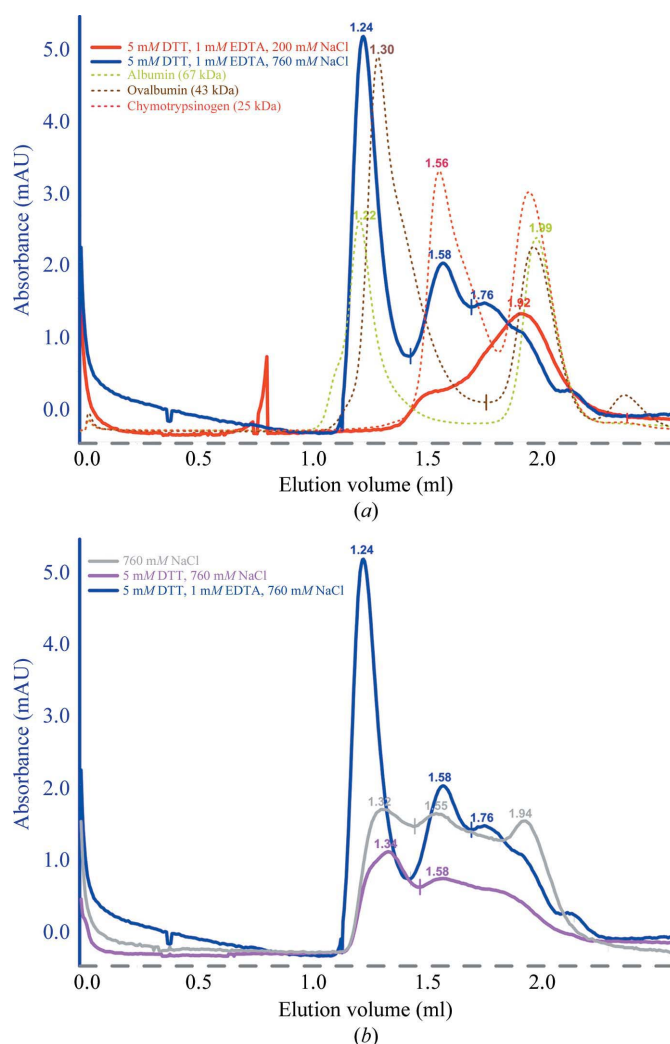 1.24
5.0
1.30
5 mM DTT, 1 mM EDTA, 200 mM NaCl
5 mM DTT, 1 mM EDTA, 760 mM NaCl
Albumin (67 kDa)
Ovalbumin (43 kDa)
Chymotrypsinogen (25 kDa)
4.0
1.56
3.0
1.22
1.99
1.58
2.0
1.76
1.92
1.0
0.0
Absorbance (mAU)
0.0 0.5 1.0 1.5 2.0
Elution volume (ml)
(a)
1.24
760 mM NaCl
5 mM DTT, 760 mM NaCl
5 mM DTT, 1 mM EDTA, 760 mM NaCl
5.0
4.0
3.0
1.58
2.0
1.32
1.55
1.76
1.94
1.34
1.58
1.0
0.0
Absorbance (mAU)
0.0 0.5 1.0 1.5 2.0
Elution volume (ml)
(b)